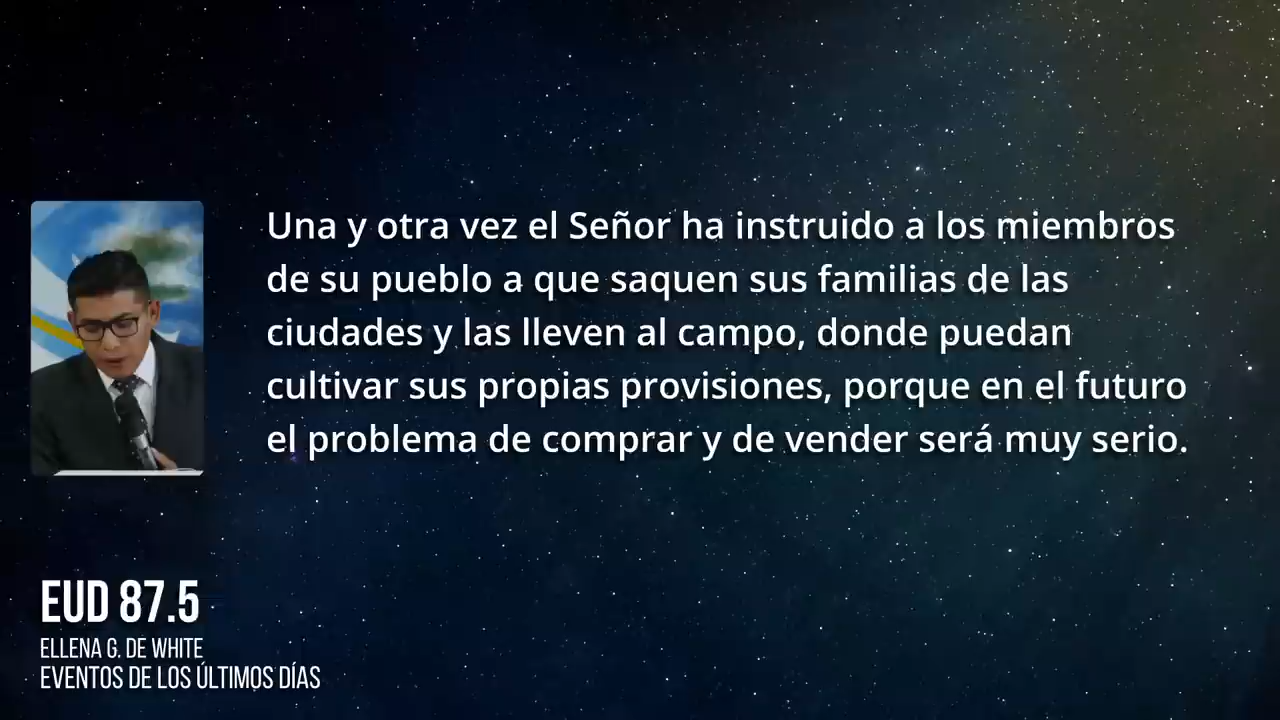 Una y otra vez el Señor ha instruido a los miembros
de su pueblo a que saquen sus familias de las
ciudades y las lleven al campo, donde puedan
cultivar sus propias provisiones, porque en el futuro
el problema de comprar y de vender será muy serio.
EUD 87.5
ELLENA G. DE WHITE
EVENTOS DE LOS ÚLTIMOS DÍAS